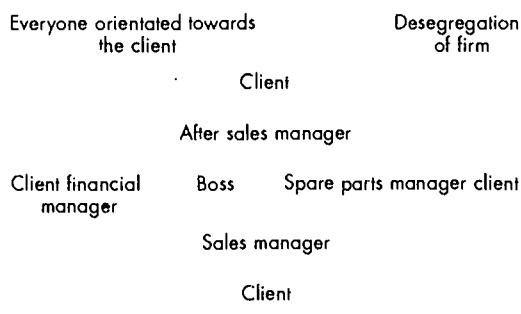 Everyone orientated towards
the client
Desegregation
of firm
Client
After sales manager
Client financial
manager
Boss
Spare parts manager client
Sales manager
Client